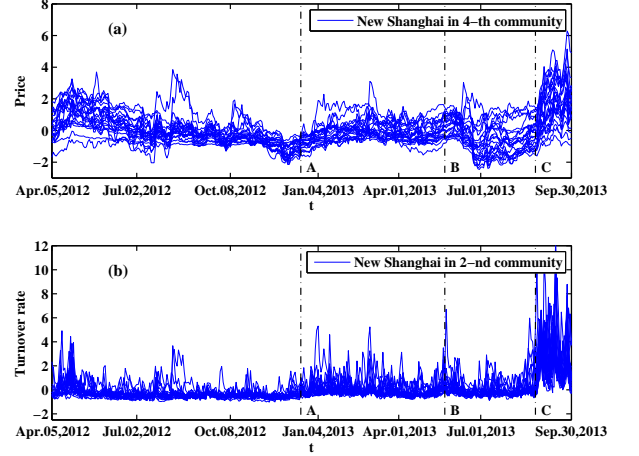 (a)
New Shanghai in 4-th community
Price
8
6
4
2
0
−2
A
B
C
Apr.05,2012 Jul.02,2012 Oct.08,2012 Jan.04,2013 Apr.01,2013 Jul.01,2013 Sep.30,2013
t
(b)
New Shanghai in 2-nd community
Turnover rate
12
10
8
6
4
2
0
−2
A
B
C
Apr.05,2012 Jul.02,2012 Oct.08,2012 Jan.04,2013 Apr.01,2013 Jul.01,2013 Sep.30,2013
t